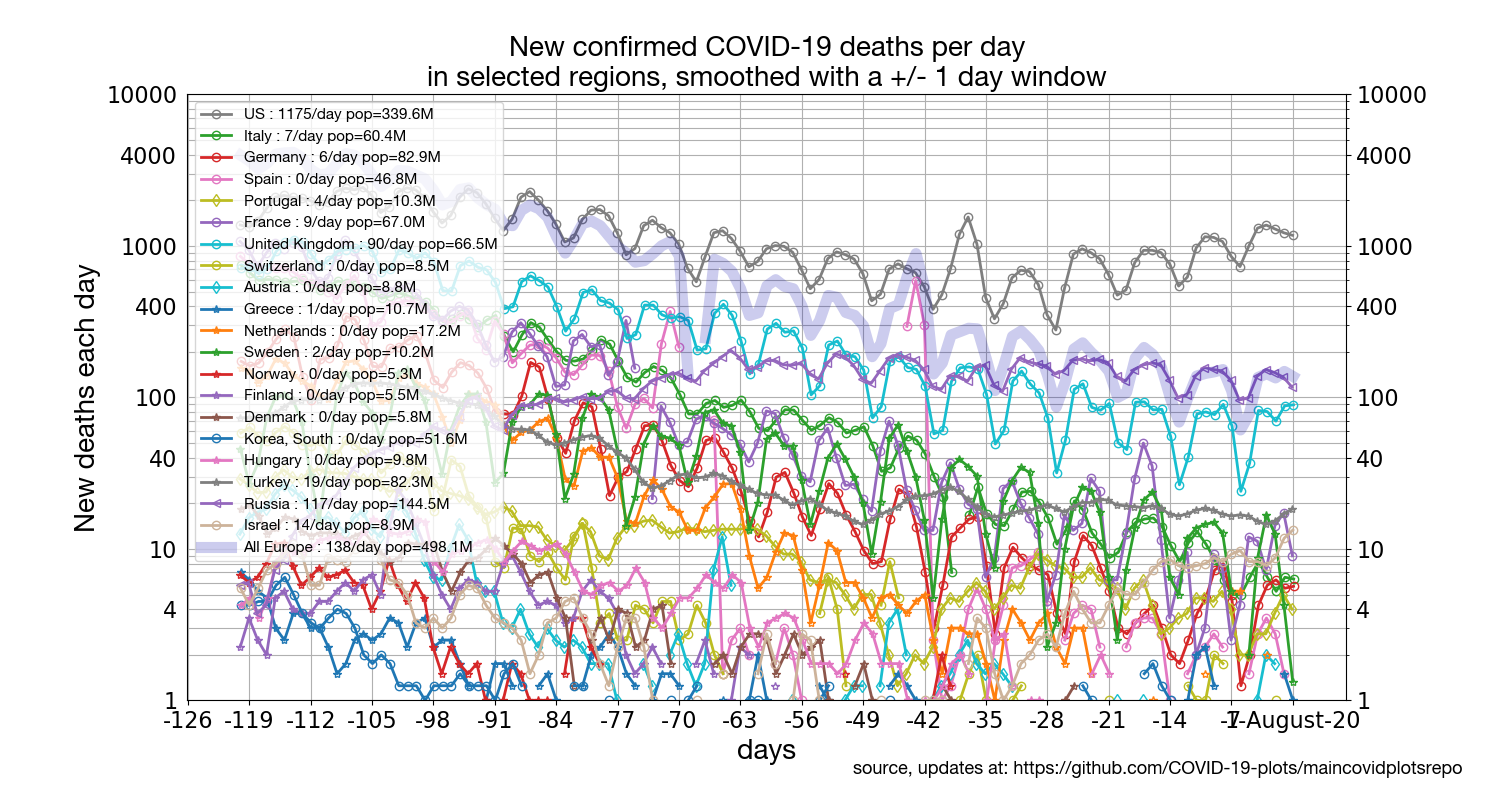 New confirmed COVID-19 deaths per day
in selected regions, smoothed with a +/- 1 day window
New deaths each day
10000
4000
1000
400
100
40
10
4
1
US : 1175/day pop=339.6M
Italy : 7/day pop=60.4M
Germany : 6/day pop=82.9M
Spain : 0/day pop=46.8M
Portugal : 4/day pop=10.3M
France : 9/day pop=67.0M
United Kingdom : 90/day pop=66.5M
Switzerland : 0/day pop=8.5M
Austria : 0/day pop=8.8M
Greece : 1/day pop=10.7M
Netherlands : 0/day pop=17.2M
Sweden : 2/day pop=10.2M
Norway : 0/day pop=5.3M
Finland : 0/day pop=5.5M
Denmark : 0/day pop=5.8M
Korea, South : 0/day pop=51.6M
Hungary : 0/day pop=9.8M
Turkey : 19/day pop=82.3M
Russia : 117/day pop=144.5M
Israel : 14/day pop=8.9M
All Europe : 138/day pop=498.1M
10000
4000
1000
400
100
40
10
4
1
-126 -119 -112 -105 -98 -91 -84 -77 -70 -63 -56 -49 -42 -35 -28 -21 -14 -7 7-August-20
days
source, updates at: https://github.com/COVID-19-plots/maincovidplotsrepo